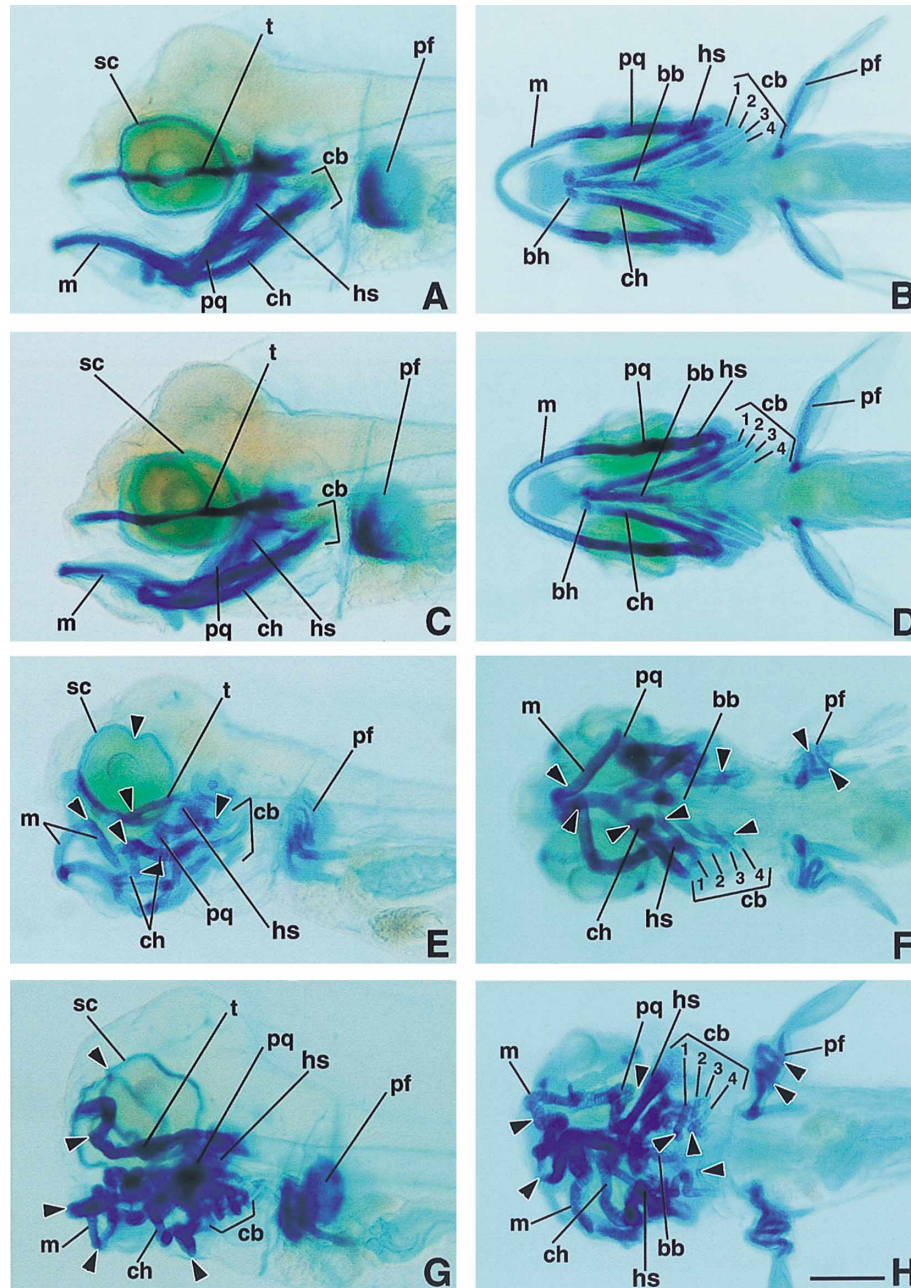 sc t pf
cb
m pq ch hs A
m pq bb hs cb pf
1 2 3 4
bh ch B
sc t pf
cb
m pq ch hs C
m pq bb hs cb pf
1 2 3 4
bh ch D
sc t pf
m cb
ch pq hs E
m pq bb pf
ch hs 1 2 3 4
cb F
sc t pq hs pf
m ch cb G
m pq hs cb pf
1 2 3 4
m ch hs bb H